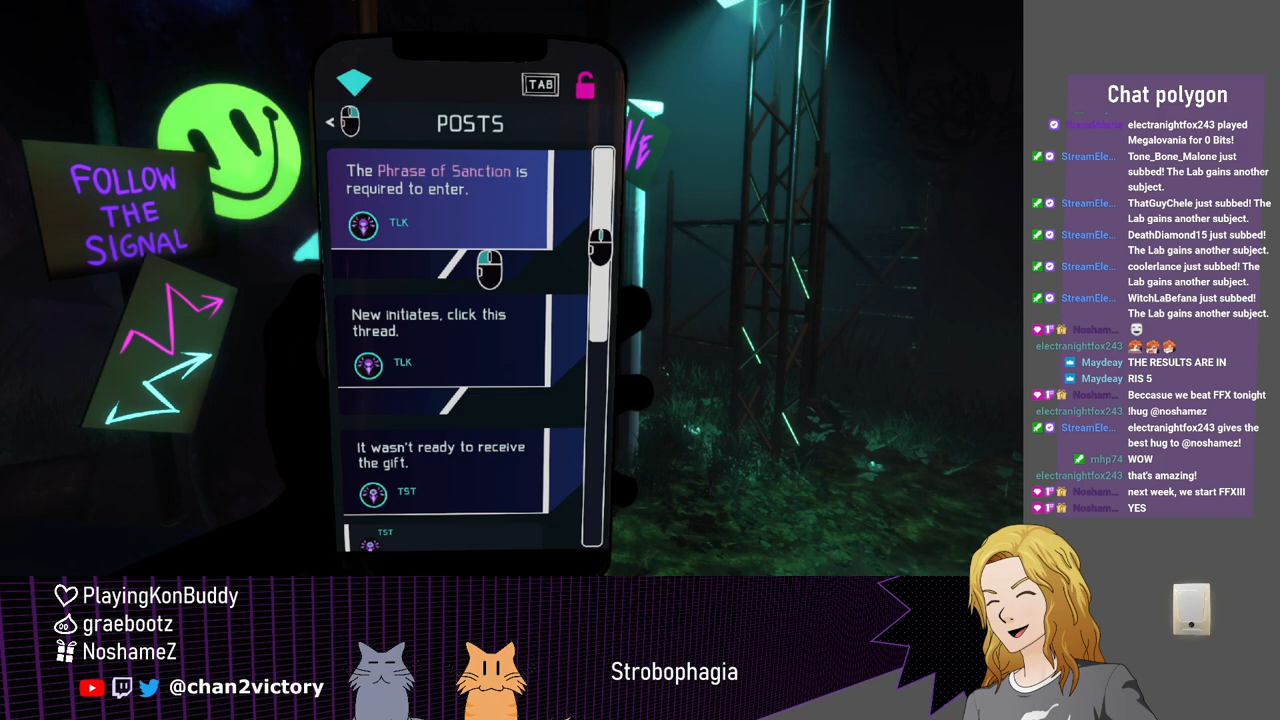 FOLLOW
THE
SIGNAL
VE
TAB
<
POSTS
The Phrase of Sanction is
required to enter.
TLK
New initiates, click this
thread.
TLK
It wasn't ready to receive
the gift.
TST
TST
Chat polygon
electranightfox243 played
Megalovania for 0 Bits!
StreamEle... Tone_Bone_Malone just
subbed! The Lab gains another
subject.
StreamEle... ThatGuyChele just subbed! The
Lab gains another subject.
StreamEle... DeathDiamond15 just subbed!
The Lab gains another subject.
StreamEle... coolerlance just subbed! The
Lab gains another subject.
StreamEle... WitchLaBefana just subbed!
The Lab gains another subject.
Nosham...
electranightfox243
Maydeay THE RESULTS ARE IN
Maydeay RIS 5
Nosham... Beccasue we beat FFX tonight
electranightfox243 !hug @noshamez
StreamEle... electranightfox243 gives the
best hug to @noshamez!
mhp74 WOW
electranightfox243 that's amazing!
Nosham... next week, we start FFXIII
Nosham... YES
PlayingKonBuddy
graebootz
NoshameZ
@chan2victory
Strobophagia